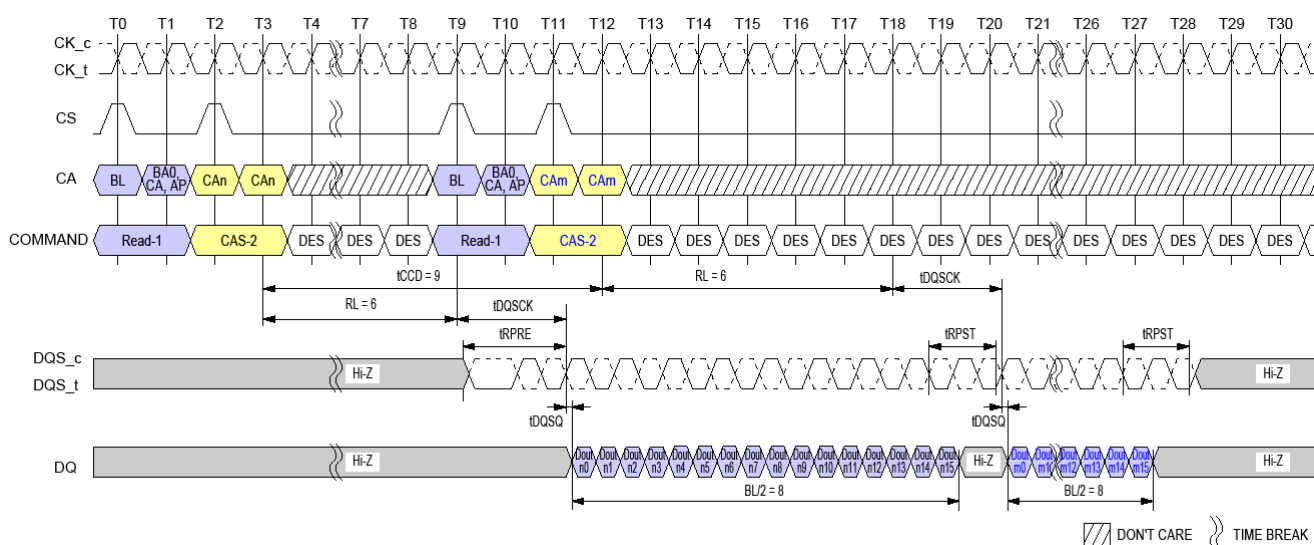 T0 T1 T2 T3 T4 T7 T8 T9 T10 T11 T12 T13 T14 T15 T16 T17 T18 T19 T20 T21 T26 T27 T28 T29 T30
CK_c
CK_t
CS
CA BL BA0, CA, AP CAn CAn BL BA0, CA, AP CAm CAm
COMMAND Read-1 CAS-2 DES DES DES Read-1 CAS-2 DES DES DES DES DES DES DES DES DES DES DES DES DES DES
tCCD = 9 RL = 6 tDQSCK
RL = 6 tDQSCK
tRPRE tRPST tRPST
DQS_c
DQS_t
Hi-Z Hi-Z
tDQSQ tDQSQ
DQ Hi-Z Dout n0 Dout n1 Dout n2 Dout n3 Dout n4 Dout n5 Dout n6 Dout n7 Dout n8 Dout n9 Dout n10 Dout n11 Dout n12 Dout n13 Dout n14 Dout n15 Hi-Z Dout m0 Dout m1 Dout m12 Dout m13 Dout m14 Dout m15 Hi-Z
BL/2 = 8 BL/2 = 8
DON'T CARE TIME BREAK